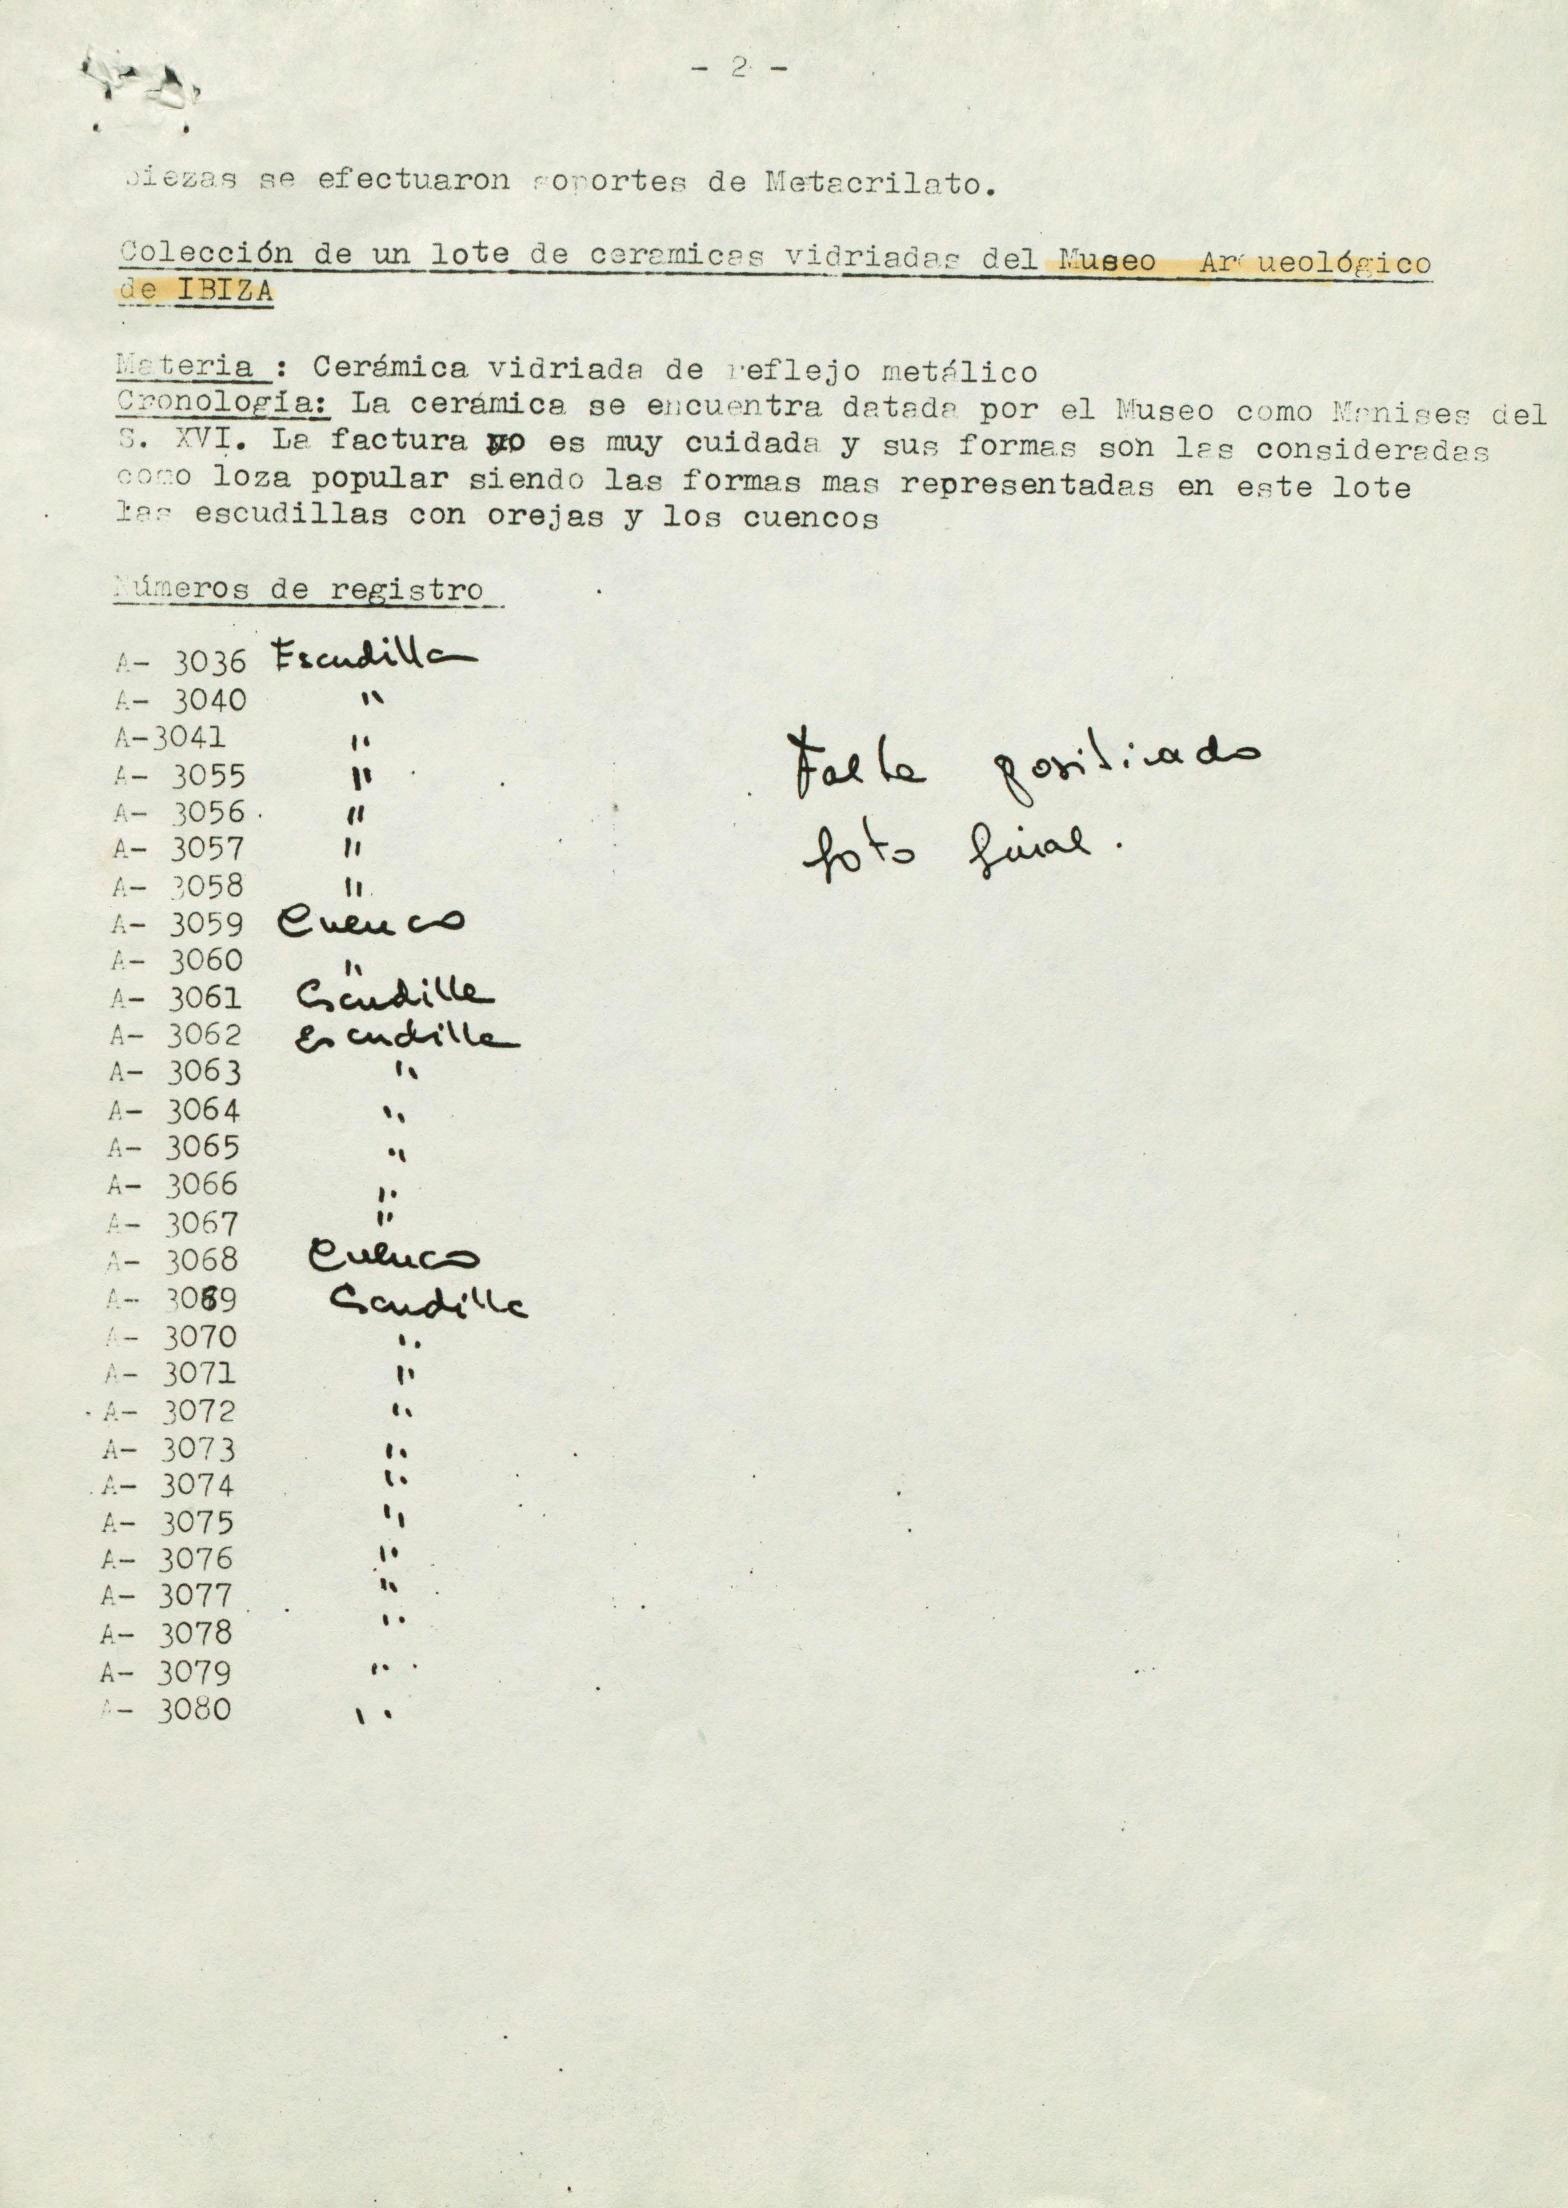 - 2 -
piezas se efectuaron soportes de Metacrilato.
Colección de un lote de ceramicas vidriadas del Museo Arqueológico
de IBIZA
Materia : Cerámica vidriada de reflejo metálico
Cronología: La cerámica se encuentra datada por el Museo como Manises del
S. XVI. La factura no es muy cuidada y sus formas son las consideradas
como loza popular siendo las formas mas representadas en este lote
las escudillas con orejas y los cuencos
Números de registro
A- 3036 Escudilla
A- 3040 "
A-3041 "
Falta positivado
A- 3055 "
A- 3056 "
foto final.
A- 3057 "
A- 3058 "
A- 3059 Cuenco
A- 3060 "
A- 3061 Escudilla
A- 3062 Escudilla
A- 3063 "
A- 3064 "
A- 3065 "
A- 3066 "
A- 3067 "
A- 3068 Cuenco
A- 3069 Escudilla
A- 3070 "
A- 3071 "
A- 3072 "
A- 3073 "
A- 3074 "
A- 3075 "
A- 3076 "
A- 3077 "
A- 3078 "
A- 3079 "
A- 3080 "